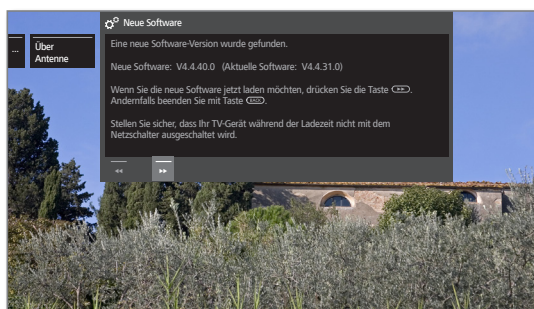 Neue Software
... Über
Antenne
Eine neue Software-Version wurde gefunden.
Neue Software: V4.4.40.0 (Aktuelle Software: V4.4.31.0)
Wenn Sie die neue Software jetzt laden möchten, drücken Sie die Taste ▶▶.
Andernfalls beenden Sie mit Taste BACK.
Stellen Sie sicher, dass Ihr TV-Gerät während der Ladezeit nicht mit dem
Netzschalter ausgeschaltet wird.